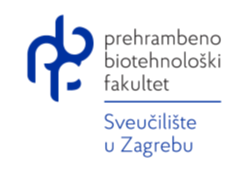 prehrambeno
biotehnološki
fakultet
Sveučilište
u Zagrebu